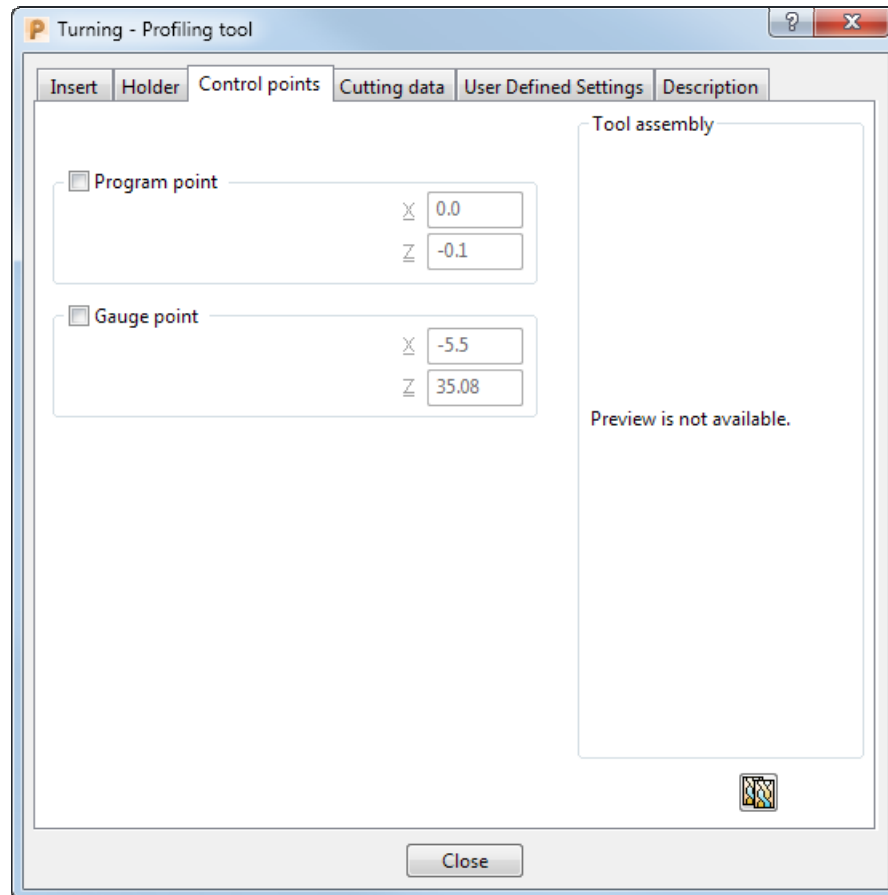 Turning - Profiling tool
Insert Holder Control points Cutting data User Defined Settings Description
Tool assembly
Program point
X 0.0
Z -0.1
Gauge point
X -5.5
Z 35.08
Preview is not available.
Close